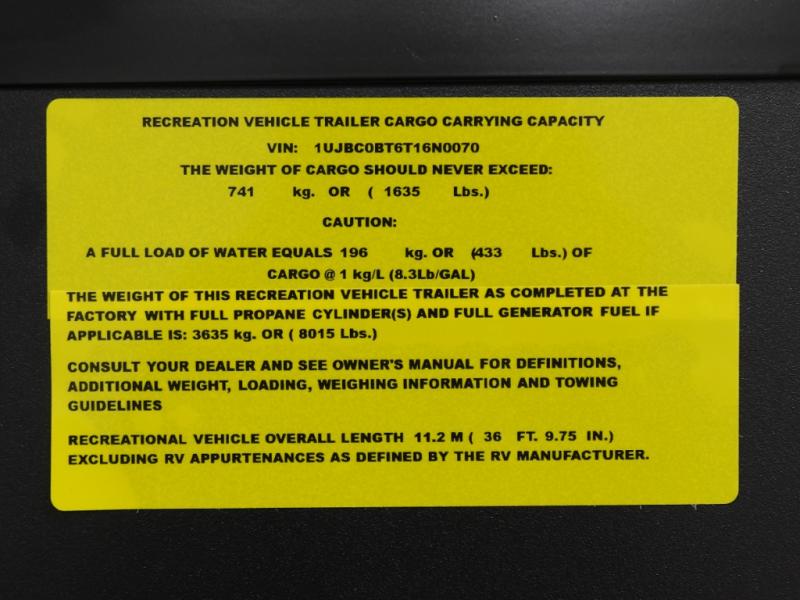 RECREATION VEHICLE TRAILER CARGO CARRYING CAPACITY
VIN: 1UJBC0BT6T16N0070
THE WEIGHT OF CARGO SHOULD NEVER EXCEED:
741 kg. OR ( 1635 Lbs.)
CAUTION:
A FULL LOAD OF WATER EQUALS 196 kg. OR (433 Lbs.) OF
CARGO @ 1 kg/L (8.3Lb/GAL)
THE WEIGHT OF THIS RECREATION VEHICLE TRAILER AS COMPLETED AT THE
FACTORY WITH FULL PROPANE CYLINDER(S) AND FULL GENERATOR FUEL IF
APPLICABLE IS: 3635 kg. OR ( 8015 Lbs.)
CONSULT YOUR DEALER AND SEE OWNER'S MANUAL FOR DEFINITIONS,
ADDITIONAL WEIGHT, LOADING, WEIGHING INFORMATION AND TOWING
GUIDELINES
RECREATIONAL VEHICLE OVERALL LENGTH 11.2 M ( 36 FT. 9.75 IN.)
EXCLUDING RV APPURTENANCES AS DEFINED BY THE RV MANUFACTURER.